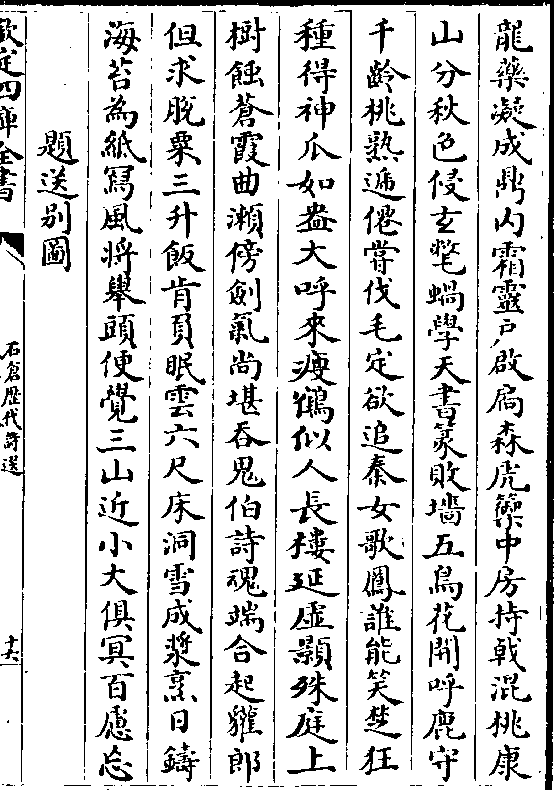 龍藥凝成鼎内霜靈戶啟扃森虎籞中房持戟混桃康
山分秋色侵玄氅蝸學天書篆敗墻五鳥花開呼鹿守
千齡桃熟遞僊嘗伐毛定欲追秦女歌鳳誰能笑楚狂
種得神瓜如盎大呼來瘦鶴似人長樓延虛顥殊庭上
樹蝕蒼霞曲瀨傍劍氣尚堪吞鬼伯詩魂端合起獾郎
但求脫粟三升飯肯負眠雲六尺床洞雪成漿烹日鑄
海苔為紙寫風將舉頭便覺三山近小大俱冥百慮忘
題送别圖
欽定四庫全書
石倉歷代詩選
十六